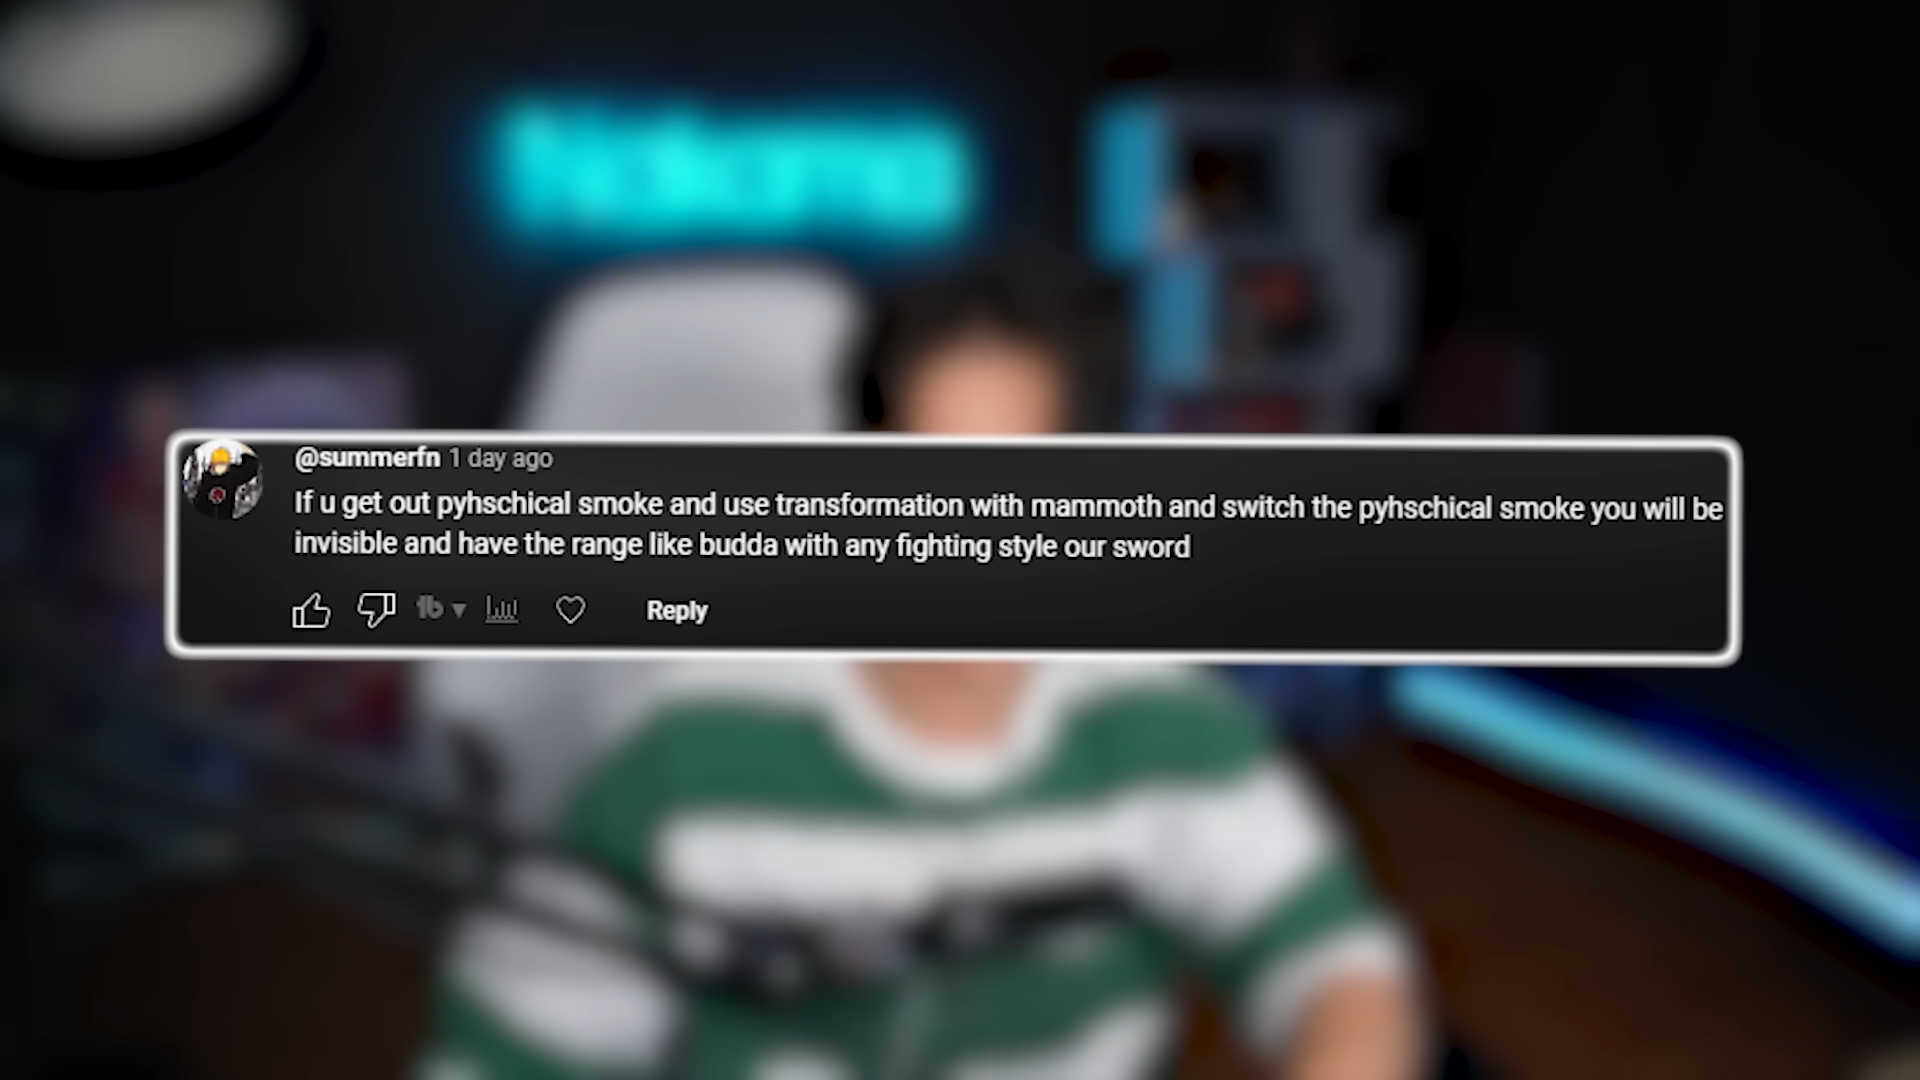 @summerfn 1 day ago
If u get out pyhschical smoke and use transformation with mammoth and switch the pyhschical smoke you will be
invisible and have the range like budda with any fighting style our sword
Reply